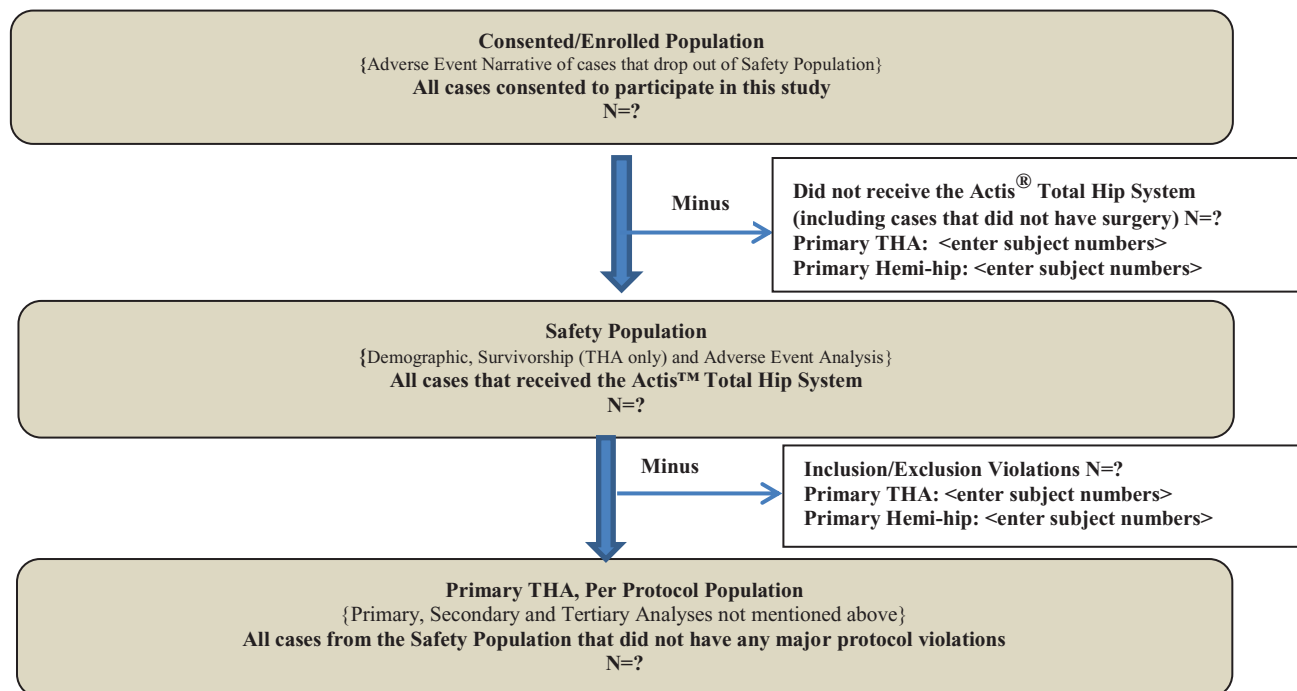 Consented/Enrolled Population
{Adverse Event Narrative of cases that drop out of Safety Population}
All cases consented to participate in this study
N=?
Minus
Did not receive the Actis® Total Hip System
(including cases that did not have surgery) N=?
Primary THA: <enter subject numbers>
Primary Hemi-hip: <enter subject numbers>
Safety Population
{Demographic, Survivorship (THA only) and Adverse Event Analysis}
All cases that received the Actis™ Total Hip System
N=?
Minus
Inclusion/Exclusion Violations N=?
Primary THA: <enter subject numbers>
Primary Hemi-hip: <enter subject numbers>
Primary THA, Per Protocol Population
{Primary, Secondary and Tertiary Analyses not mentioned above}
All cases from the Safety Population that did not have any major protocol violations
N=?